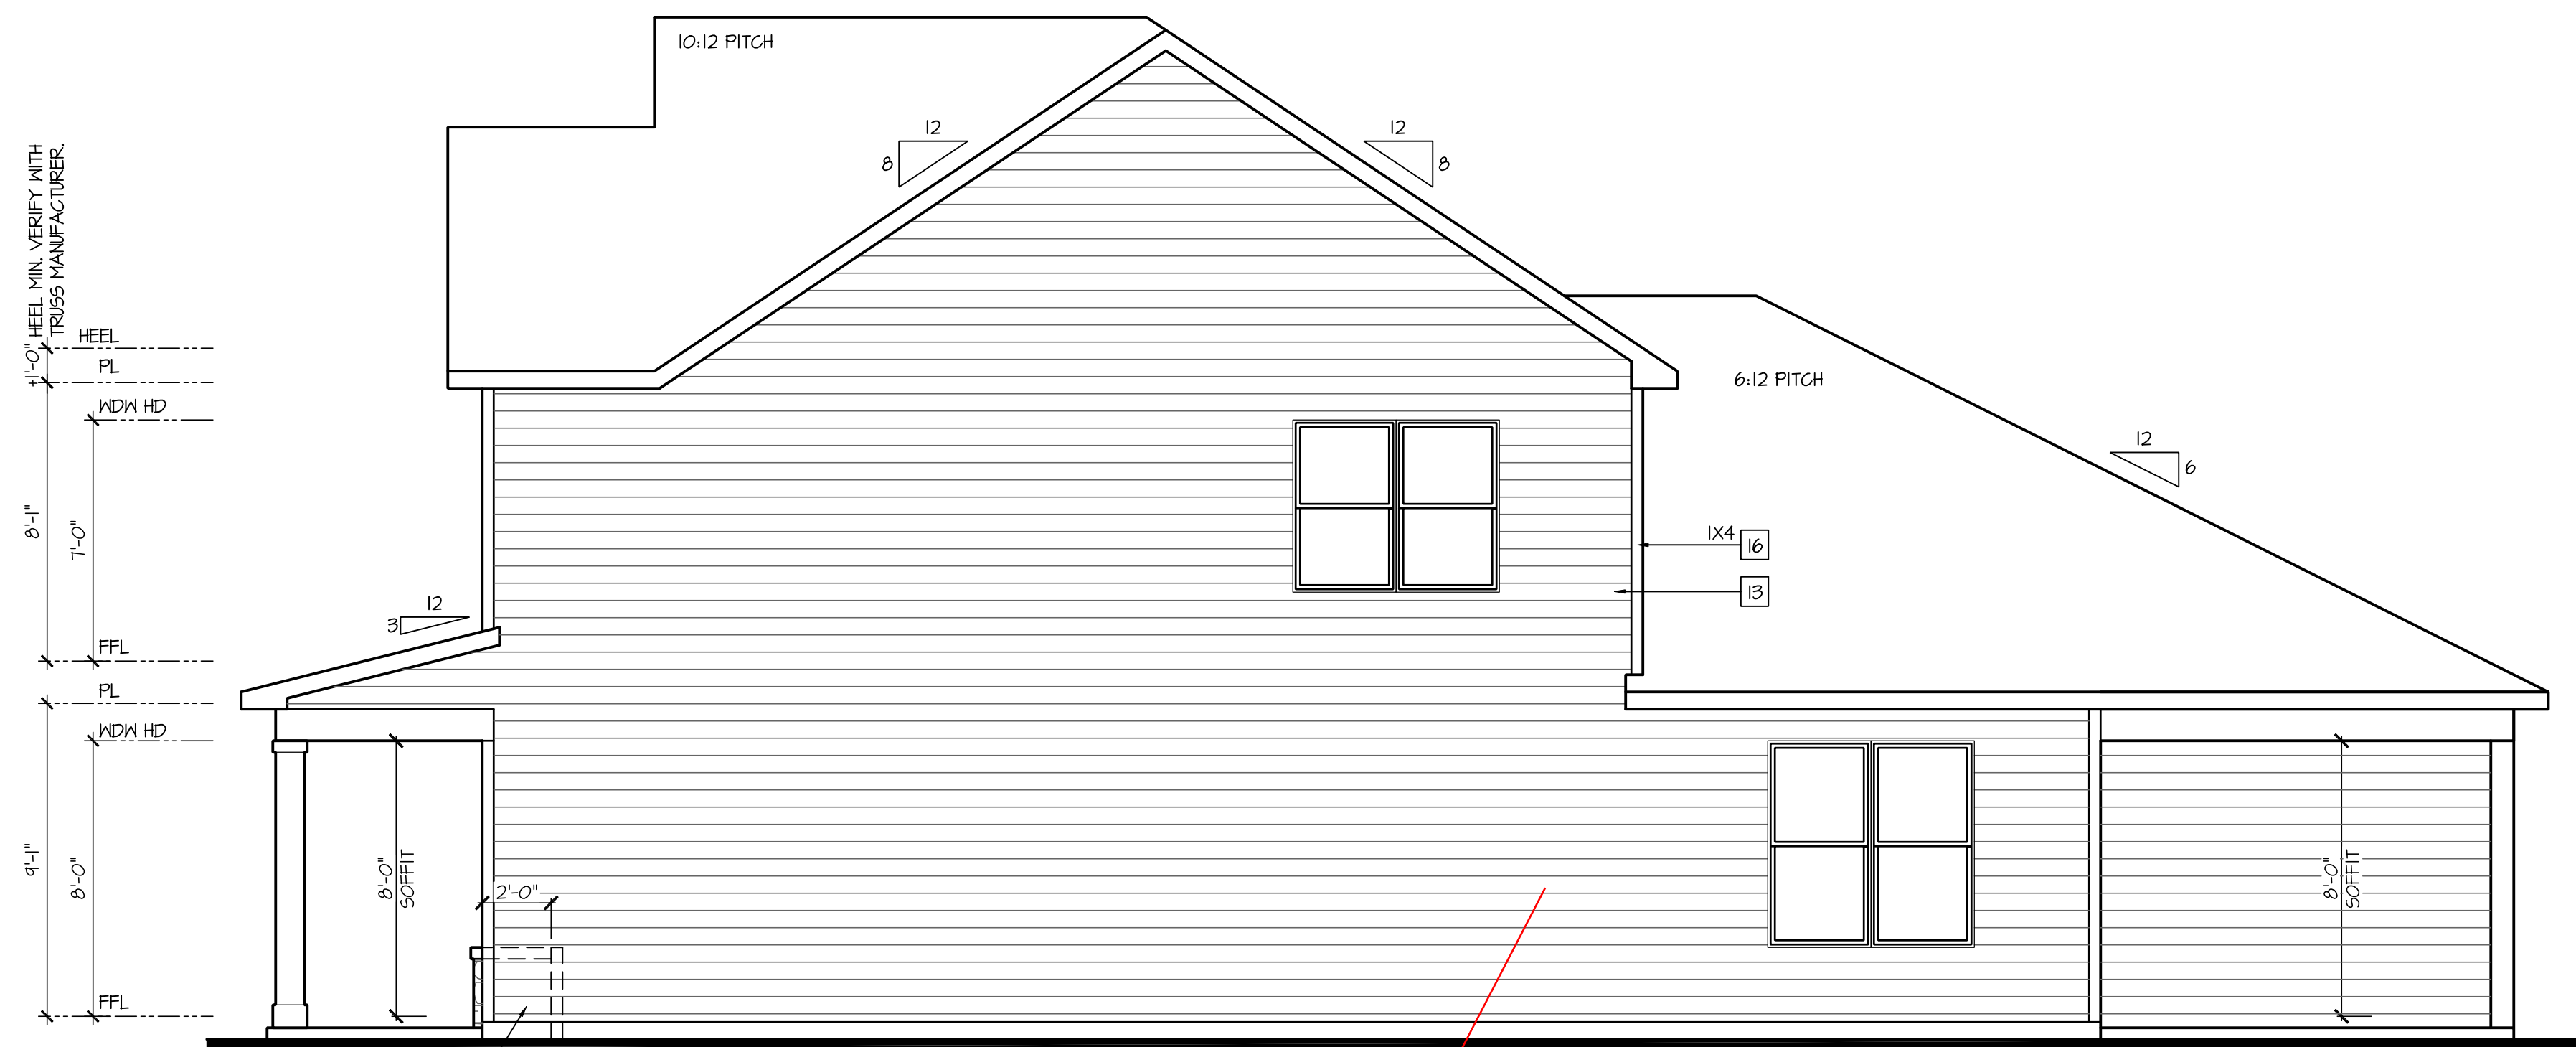 10:12 PITCH
12
8
12
8
HEEL MIN. VERIFY WITH
TRUSS MANUFACTURER.
+1'-0"
HEEL
PL
WDW HD
6:12 PITCH
12
6
8'-1"
7'-0"
1X4 16
13
12
3
FFL
PL
WDW HD
9'-1"
8'-0"
8'-0"
SOFFIT
2'-0"
8'-0"
SOFFIT
FFL